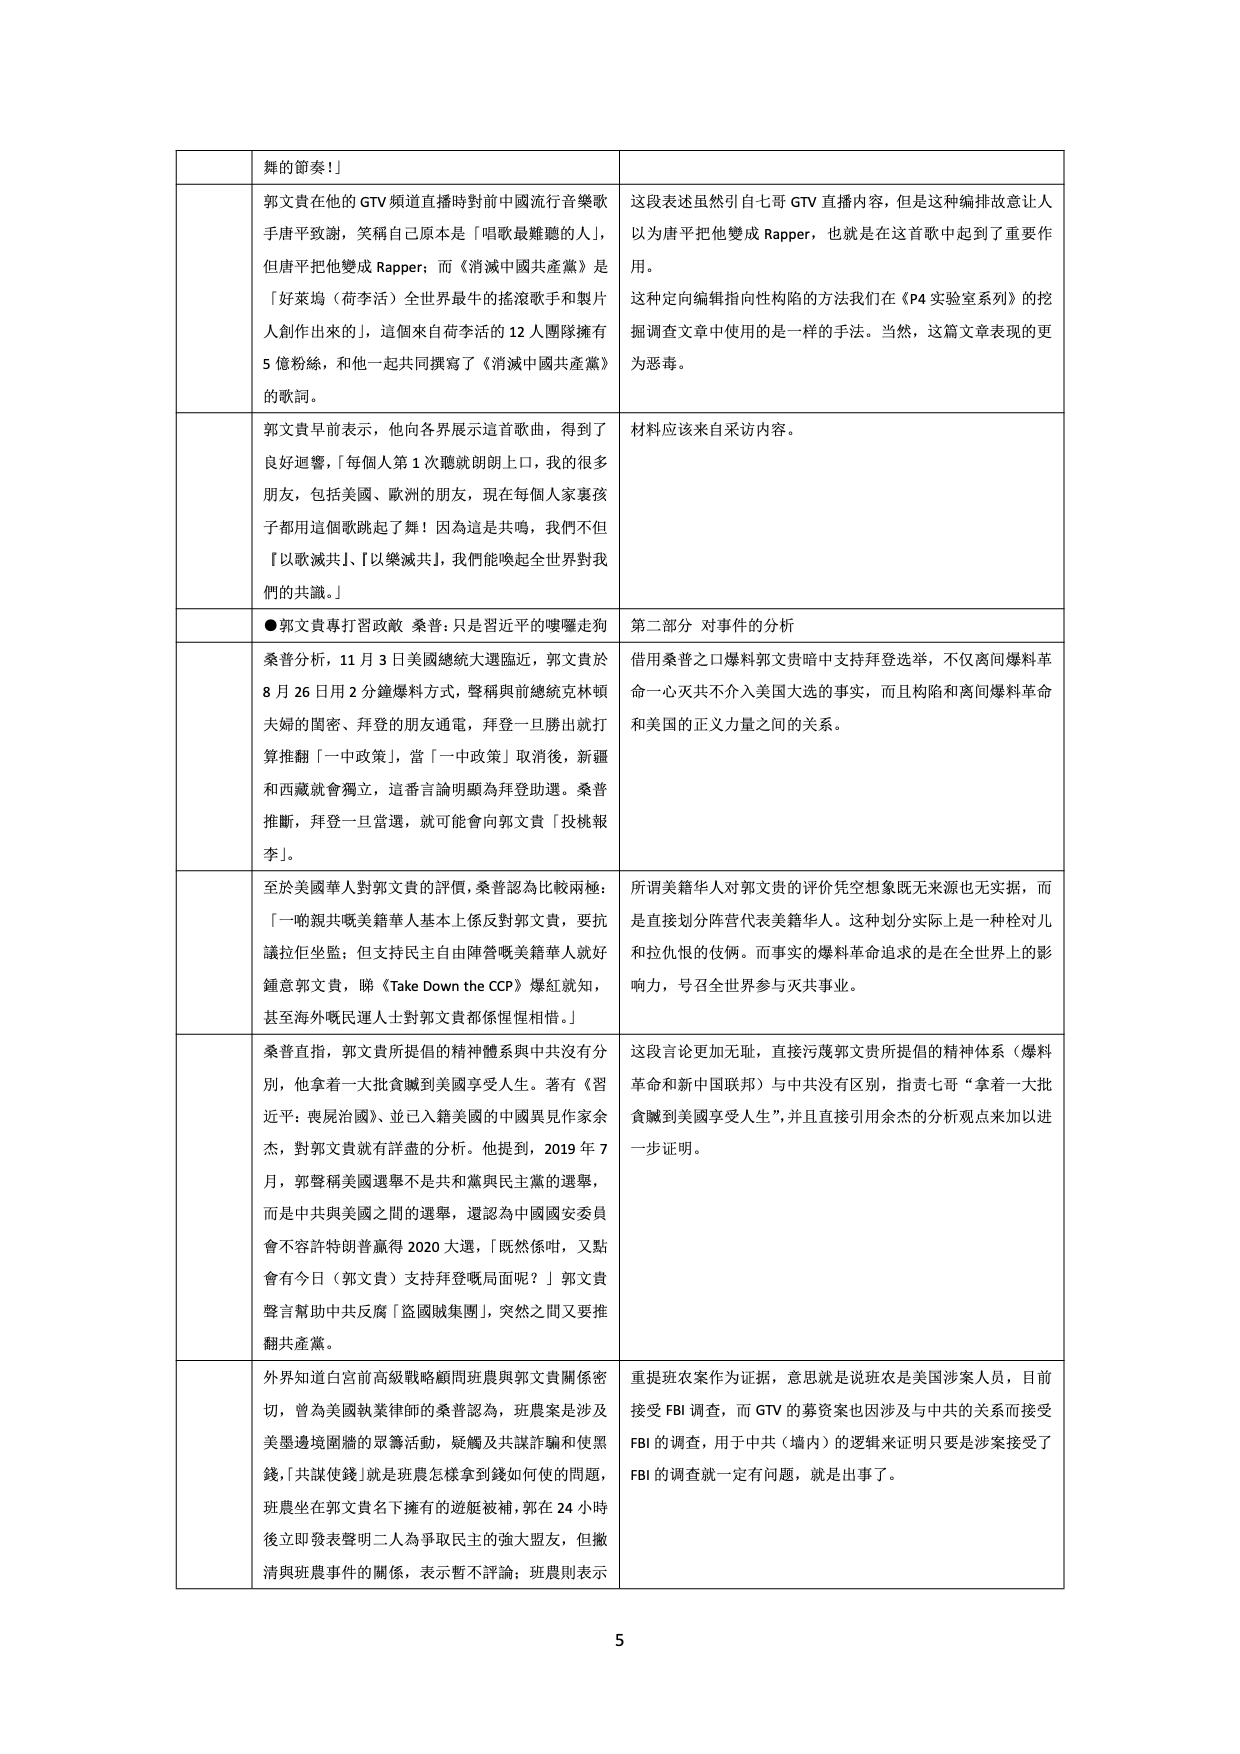 舞的節奏！」
郭文貴在他的 GTV 頻道直播時對前中國流行音樂歌
手唐平致謝，笑稱自己原本是「唱歌最難聽的人」，
但唐平把他變成 Rapper；而《消滅中國共產黨》是
「好萊塢（荷李活）全世界最牛的搖滾歌手和製片
人創作出來的」，這個來自荷李活的 12 人團隊擁有
5 億粉絲，和他一起共同撰寫了《消滅中國共產黨》
的歌詞。
这段表述虽然引自七哥 GTV 直播内容，但是这种编排故意让人
以为唐平把他變成 Rapper，也就是在这首歌中起到了重要作
用。
这种定向编辑指向性构陷的方法我们在《P4 实验室系列》的挖
掘调查文章中使用的是一样的手法。当然，这篇文章表现的更
为恶毒。
郭文貴早前表示，他向各界展示這首歌曲，得到了
良好迴響，「每個人第 1 次聽就朗朗上口，我的很多
朋友，包括美國、歐洲的朋友，現在每個人家裏孩
子都用這個歌跳起了舞！因為這是共鳴，我們不但
『以歌滅共』、『以樂滅共』，我們能喚起全世界對我
們的共識。」
材料应该来自采访内容。
●郭文貴專打習政敵 桑普：只是習近平的嘍囉走狗
第二部分 对事件的分析
桑普分析，11 月 3 日美國總統大選臨近，郭文貴於
8 月 26 日用 2 分鐘爆料方式，聲稱與前總統克林頓
夫婦的閨密、拜登的朋友通電，拜登一旦勝出就打
算推翻「一中政策」，當「一中政策」取消後，新疆
和西藏就會獨立，這番言論明顯為拜登助選。桑普
推斷，拜登一旦當選，就可能會向郭文貴「投桃報
李」。
借用桑普之口爆料郭文贵暗中支持拜登选举，不仅离间爆料革
命一心灭共不介入美国大选的事实，而且构陷和离间爆料革命
和美国的正义力量之间的关系。
至於美國華人對郭文貴的評價，桑普認為比較兩極：
「一啲親共嘅美籍華人基本上係反對郭文貴，要抗
議拉佢坐監；但支持民主自由陣營嘅美籍華人就好
鍾意郭文貴，睇《Take Down the CCP》爆紅就知，
甚至海外嘅民運人士對郭文貴都係惺惺相惜。」
所谓美籍华人对郭文贵的评价凭空想象既无来源也无实据，而
是直接划分阵营代表美籍华人。这种划分实际上是一种栓对儿
和拉仇恨的伎俩。而事实的爆料革命追求的是在全世界上的影
响力，号召全世界参与灭共事业。
桑普直指，郭文貴所提倡的精神體系與中共沒有分
別，他拿着一大批貪贓到美國享受人生。著有《習
近平：喪屍治國》、並已入籍美國的中國異見作家余
杰，對郭文貴就有詳盡的分析。他提到，2019 年 7
月，郭聲稱美國選舉不是共和黨與民主黨的選舉，
而是中共與美國之間的選舉，還認為中國國安委員
會不容許特朗普贏得 2020 大選，「既然係咁，又點
會有今日（郭文貴）支持拜登嘅局面呢？」郭文貴
聲言幫助中共反腐「盜國賊集團」，突然之間又要推
翻共產黨。
这段言论更加无耻，直接污蔑郭文贵所提倡的精神体系（爆料
革命和新中国联邦）与中共没有区别，指责七哥“拿着一大批
貪贓到美國享受人生”，并且直接引用余杰的分析观点来加以进
一步证明。
外界知道白宮前高級戰略顧問班農與郭文貴關係密
切，曾為美國執業律師的桑普認為，班農案是涉及
美墨邊境圍牆的眾籌活動，疑觸及共謀詐騙和使黑
錢，「共謀使錢」就是班農怎樣拿到錢如何使的問題，
班農坐在郭文貴名下擁有的遊艇被補，郭在 24 小時
後立即發表聲明二人為爭取民主的強大盟友，但撇
清與班農事件的關係，表示暫不評論；班農則表示
重提班农案作为证据，意思就是说班农是美国涉案人员，目前
接受 FBI 调查，而 GTV 的募资案也因涉及与中共的关系而接受
FBI 的调查，用于中共（墙内）的逻辑来证明只要是涉案接受了
FBI 的调查就一定有问题，就是出事了。
5